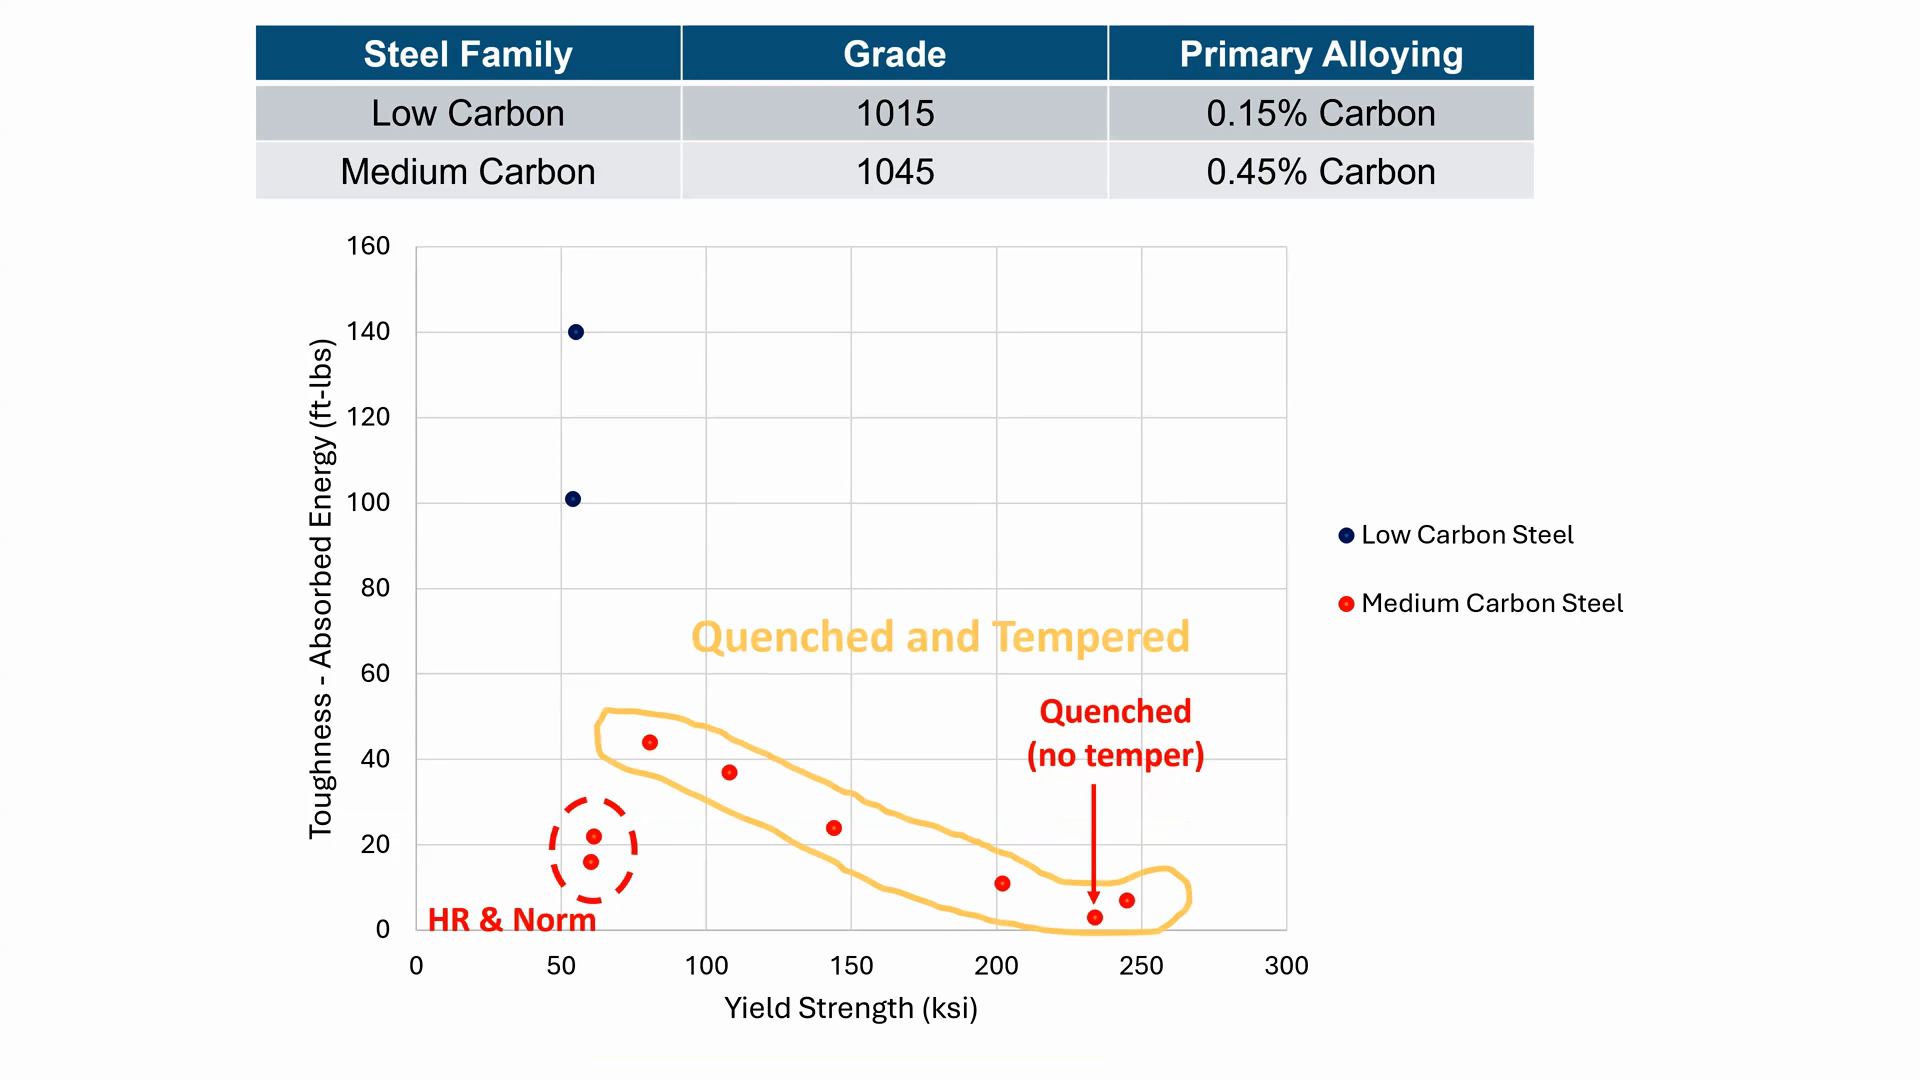 Steel Family Grade Primary Alloying
Low Carbon 1015 0.15% Carbon
Medium Carbon 1045 0.45% Carbon
160
140
120
100
80
60
40
20
0
Toughness - Absorbed Energy (ft-lbs)
Quenched and Tempered
Quenched
(no temper)
HR & Norm
0 50 100 150 200 250 300
Yield Strength (ksi)
Low Carbon Steel
Medium Carbon Steel